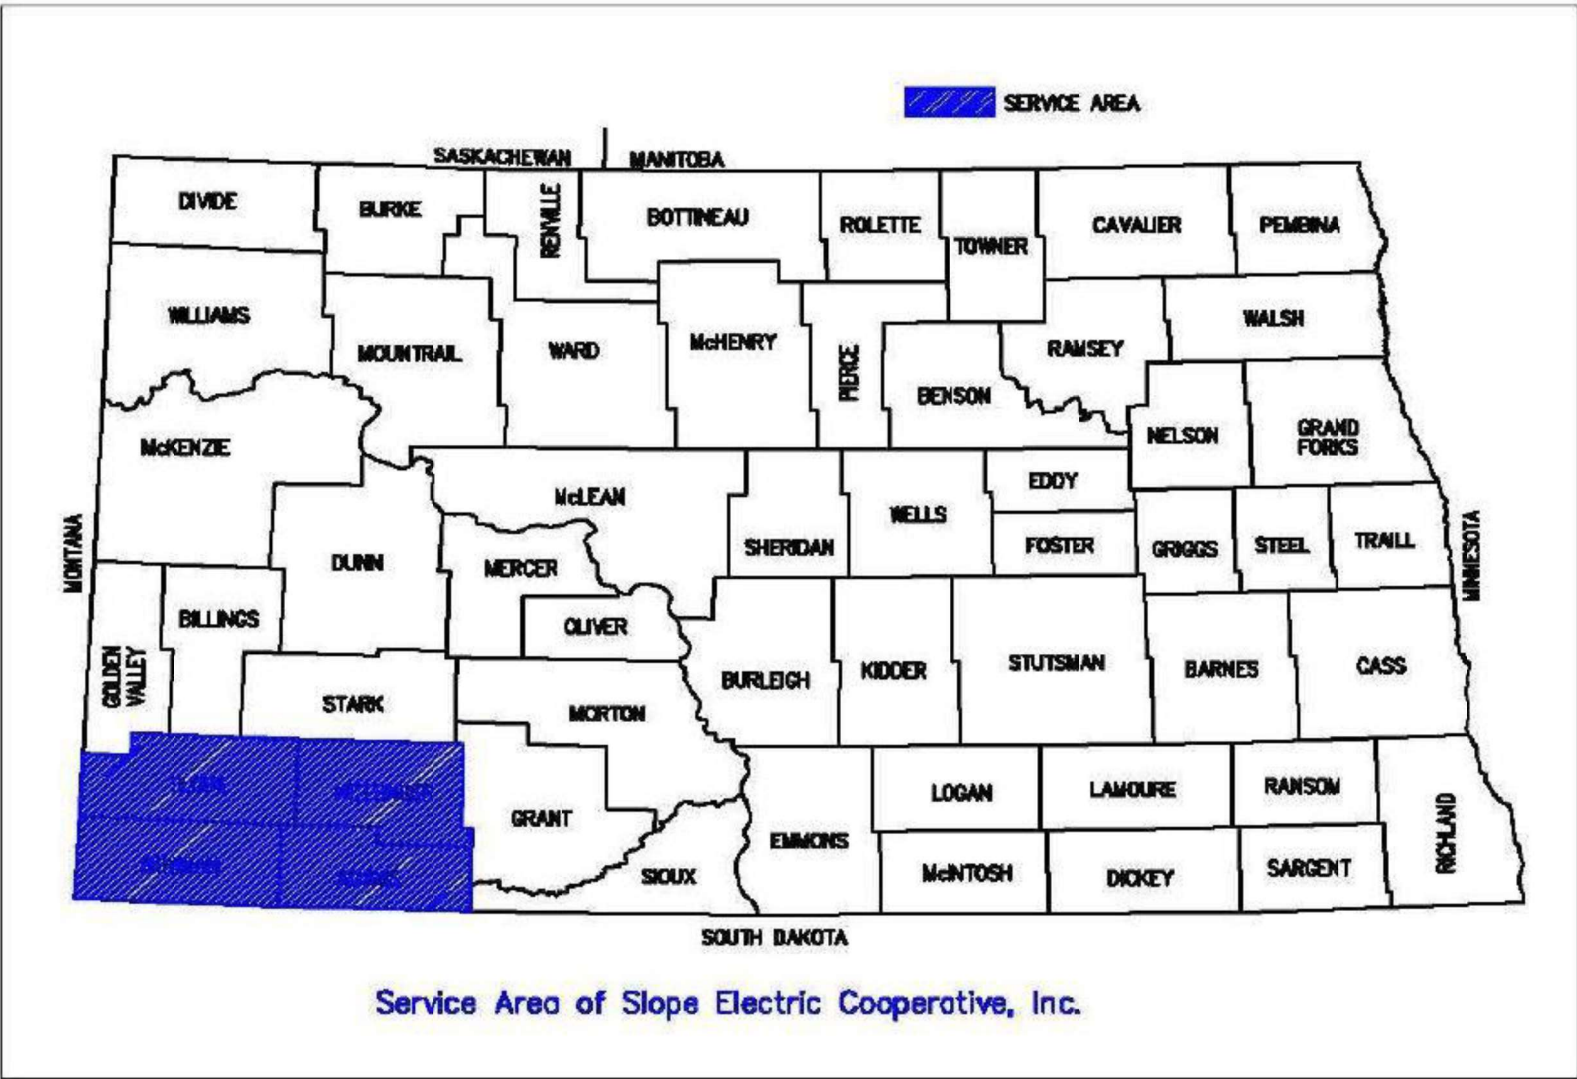 SERVICE AREA
SASKACHEWAN
MANITOBA
DIVIDE
BURKE
RENVILLE
BOTTINEAU
ROLETTE
TOWNER
CAVALIER
PEMBINA
WILLIAMS
MOUNTRAIL
WARD
McHENRY
PIERCE
BENSON
RAMSEY
WALSH
McKENZIE
NELSON
GRAND
FORKS
McLEAN
SHERIDAN
WELLS
EDDY
FOSTER
GRIGGS
STEEL
TRAILL
MONTANA
MINNESOTA
DUNN
MERCER
OLIVER
BILLINGS
GOLDEN
VALLEY
STARK
MORTON
BURLEIGH
KIDDER
STUTSMAN
BARNES
CASS
GRANT
SIOUX
EMMONS
LOGAN
LAMOURE
RANSOM
RICHLAND
McINTOSH
DICKEY
SARGENT
SOUTH DAKOTA
Service Area of Slope Electric Cooperative, Inc.